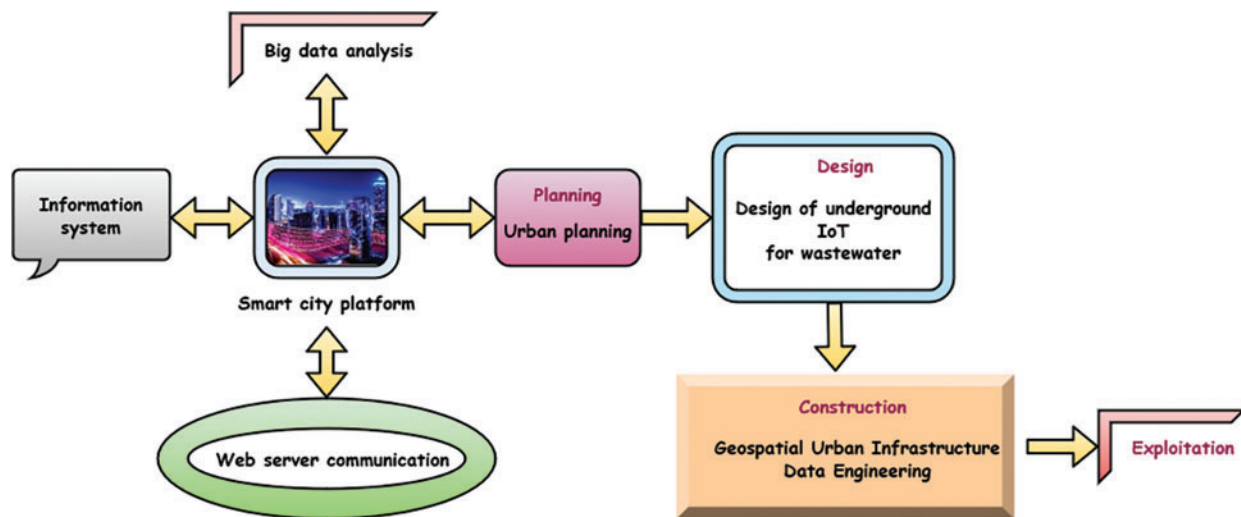 Big data analysis
Information
system
Smart city platform
Web server communication
Planning
Urban planning
Design
Design of underground
IoT
for wastewater
Construction
Geospatial Urban Infrastructure
Data Engineering
Exploitation